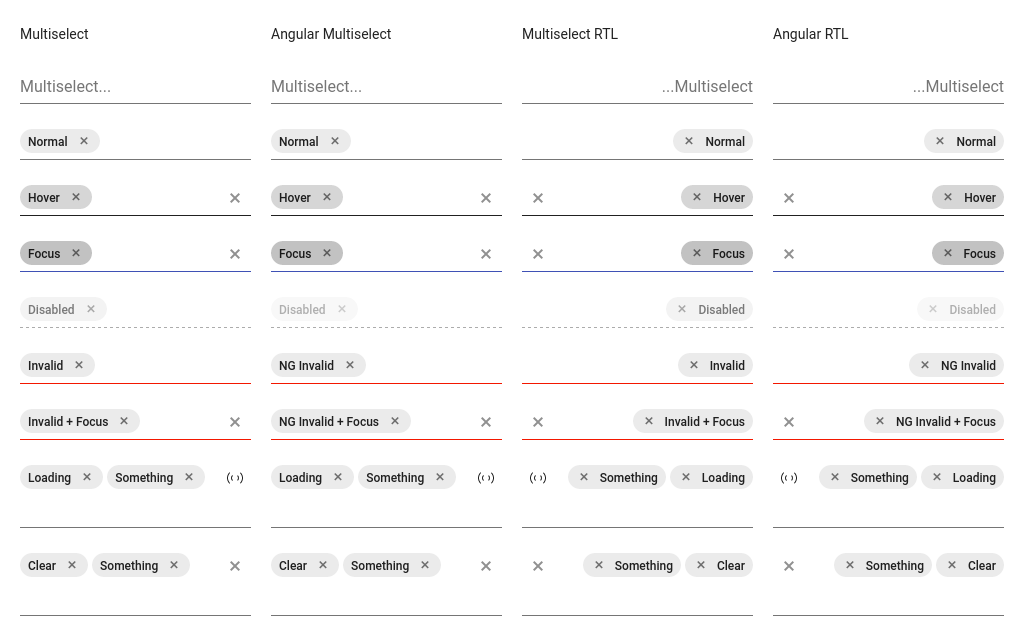 Multiselect Angular Multiselect Multiselect RTL Angular RTL
Multiselect... Multiselect... ...Multiselect ...Multiselect
Normal Normal Normal Normal
Hover Hover Hover Hover
Focus Focus Focus Focus
Disabled Disabled Disabled Disabled
Invalid NG Invalid Invalid NG Invalid
Invalid + Focus NG Invalid + Focus Invalid + Focus NG Invalid + Focus
Loading Something Loading Something Something Loading Something Loading
Clear Something Clear Something Something Clear Something Clear